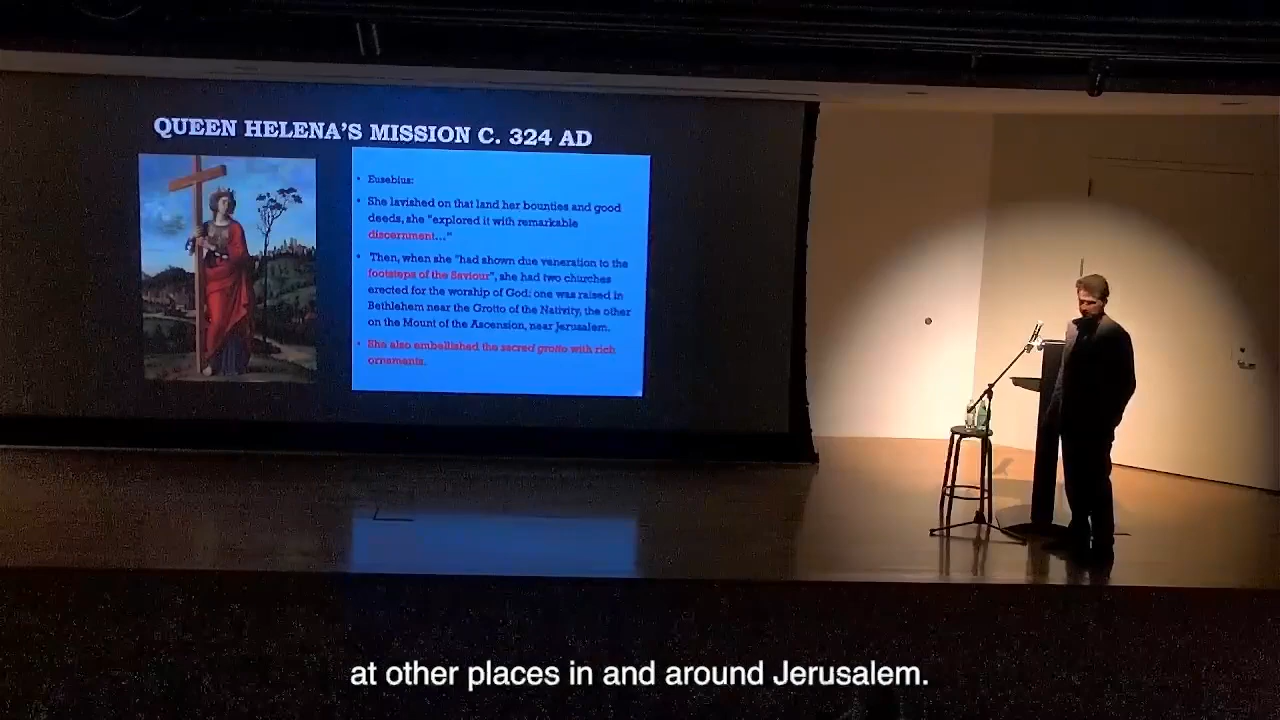 QUEEN HELENA'S MISSION C. 324 AD
• Eusebius:
• She lavished on that land her bounties and good
deeds, she "explored it with remarkable
discernment..."
• Then, when she "had shown due veneration to the
footsteps of the Saviour", she had two churches
erected for the worship of God: one was raised in
Bethlehem near the Grotto of the Nativity, the other
on the Mount of the Ascension, near Jerusalem.
• She also embellished the sacred grotto with rich
ornaments.
at other places in and around Jerusalem.